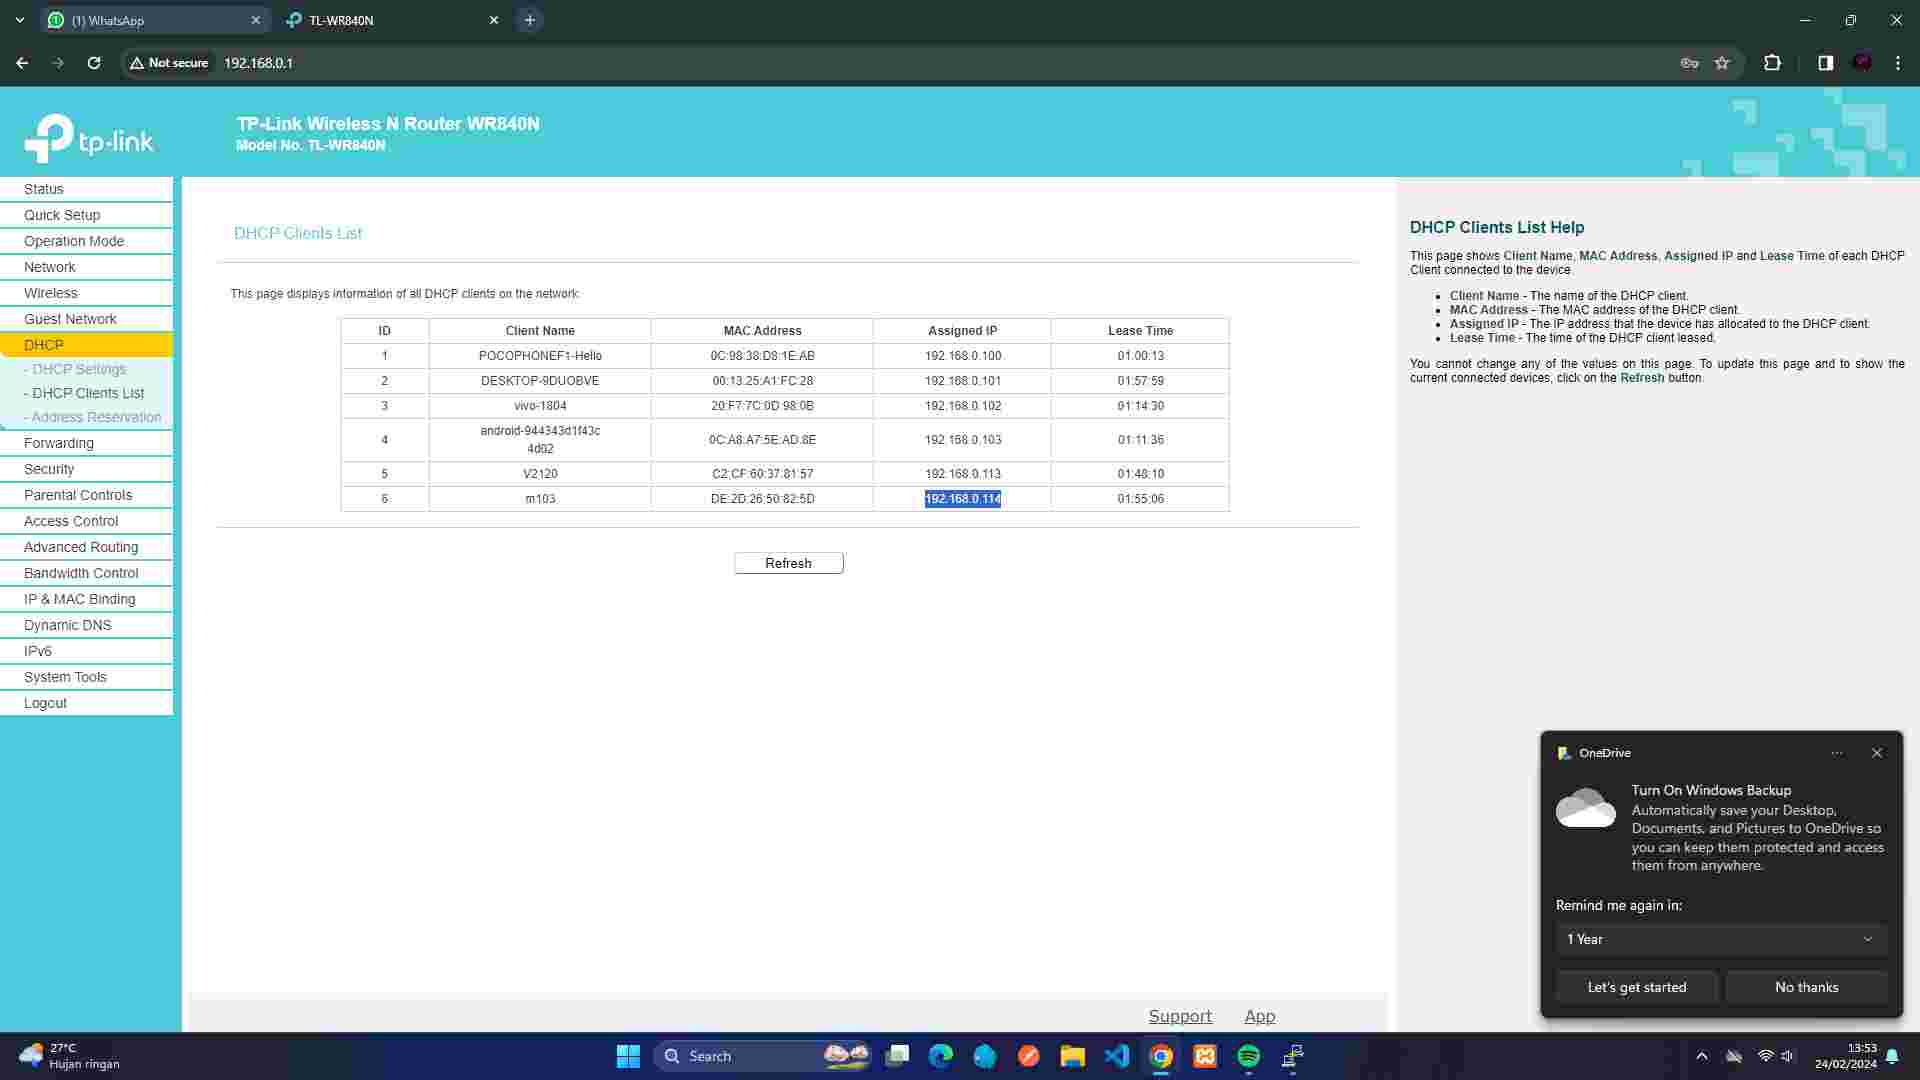 (1) WhatsApp
TL-WR840N
Not secure
192.168.0.1
tp-link
TP-Link Wireless N Router WR840N
Model No. TL-WR840N
Status
Quick Setup
Operation Mode
Network
Wireless
Guest Network
DHCP
- DHCP Settings
- DHCP Clients List
- Address Reservation
Forwarding
Security
Parental Controls
Access Control
Advanced Routing
Bandwidth Control
IP & MAC Binding
Dynamic DNS
IPv6
System Tools
Logout
DHCP Clients List
This page displays information of all DHCP clients on the network.
ID Client Name MAC Address Assigned IP Lease Time
1 POCOPHONEF1-Hello 0C:98:38:D8:1E:AB 192.168.0.100 01:00:13
2 DESKTOP-9DUOBVE 00:13:25:A1:FC:28 192.168.0.101 01:57:59
3 vivo-1804 20:F7:7C:0D:98:0B 192.168.0.102 01:14:30
4 android-944343d1f43c
4d02 0C:A8:A7:5E:AD:8E 192.168.0.103 01:11:36
5 V2120 C2:CF:60:37:81:57 192.168.0.113 01:48:10
6 m103 DE:2D:26:50:82:5D 192.168.0.114 01:55:06
Refresh
Support App
DHCP Clients List Help
This page shows Client Name, MAC Address, Assigned IP and Lease Time of each DHCP
Client connected to the device.
• Client Name - The name of the DHCP client.
• MAC Address - The MAC address of the DHCP client.
• Assigned IP - The IP address that the device has allocated to the DHCP client.
• Lease Time - The time of the DHCP client leased.
You cannot change any of the values on this page. To update this page and to show the
current connected devices, click on the Refresh button.
OneDrive
Turn On Windows Backup
Automatically save your Desktop,
Documents, and Pictures to OneDrive so
you can keep them protected and access
them from anywhere.
Remind me again in:
1 Year
Let's get started
No thanks
27°C
Hujan ringan
Search
13:53
24/02/2024